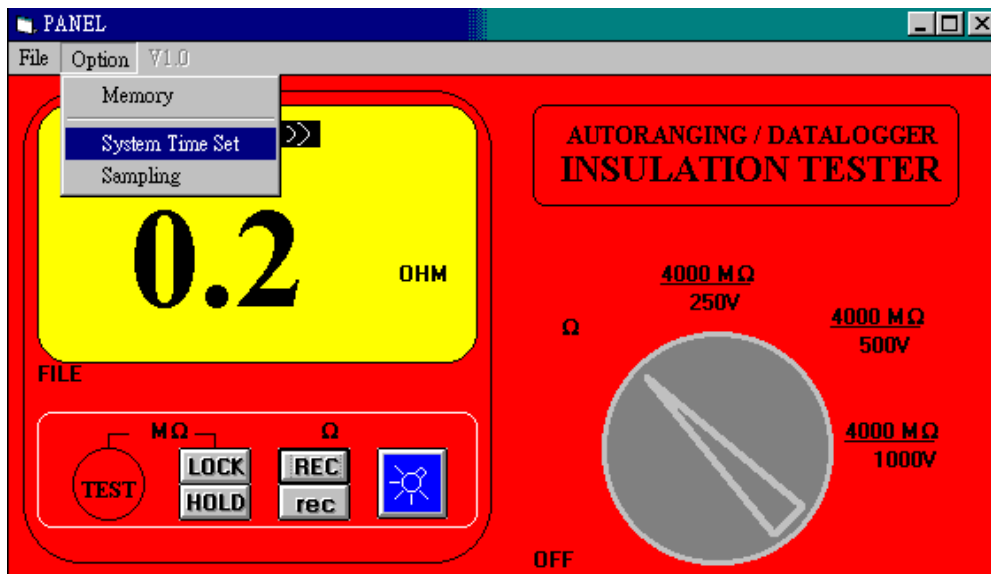 PANEL
File Option V1.0
Memory
System Time Set
Sampling
>>
0.2
OHM
FILE
MΩ
Ω
TEST
LOCK
HOLD
REC
rec
AUTORANGING / DATALOGGER
INSULATION TESTER
Ω
4000 MΩ
250V
4000 MΩ
500V
4000 MΩ
1000V
OFF